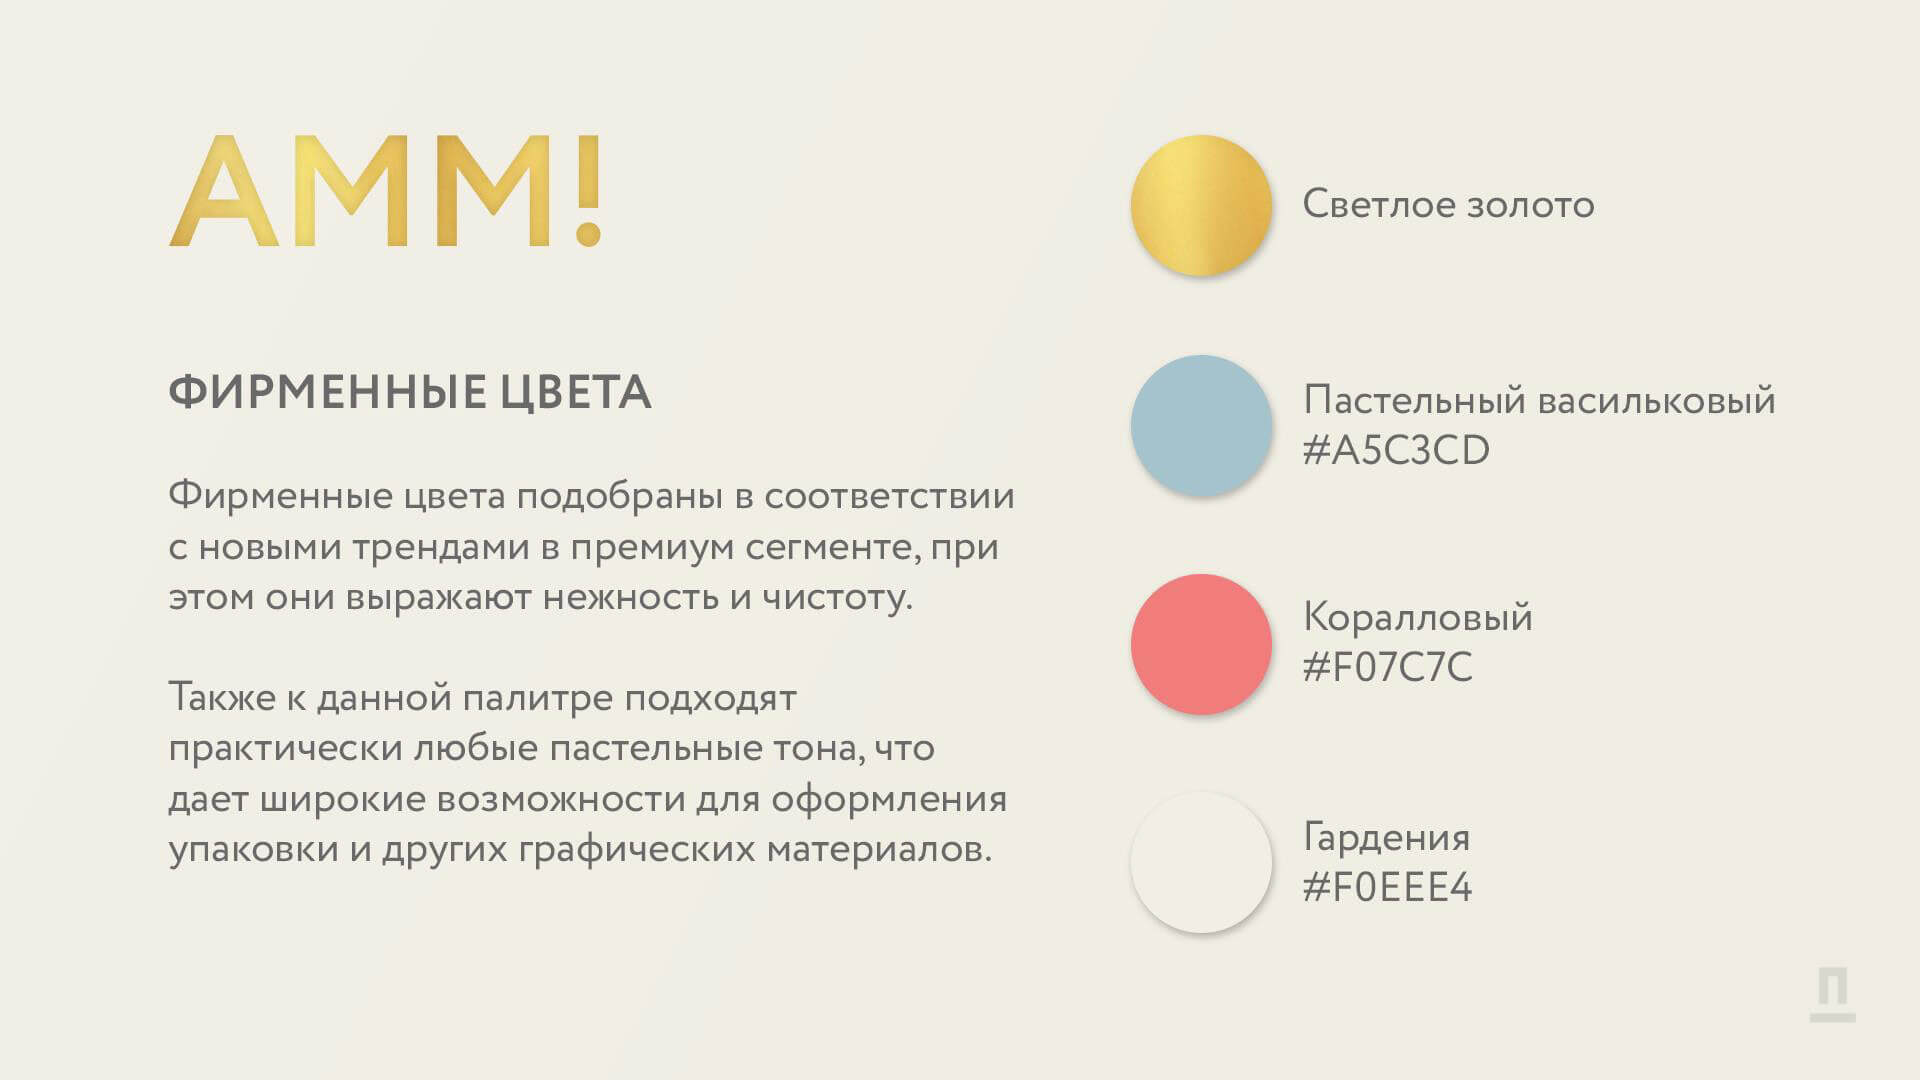 АММ!
ФИРМЕННЫЕ ЦВЕТА
Фирменные цвета подобраны в соответствии
с новыми трендами в премиум сегменте, при
этом они выражают нежность и чистоту.
Также к данной палитре подходят
практически любые пастельные тона, что
дает широкие возможности для оформления
упаковки и других графических материалов.
Светлое золото
Пастельный васильковый
#A5C3CD
Коралловый
#F07C7C
Гардения
#F0EEE4
П